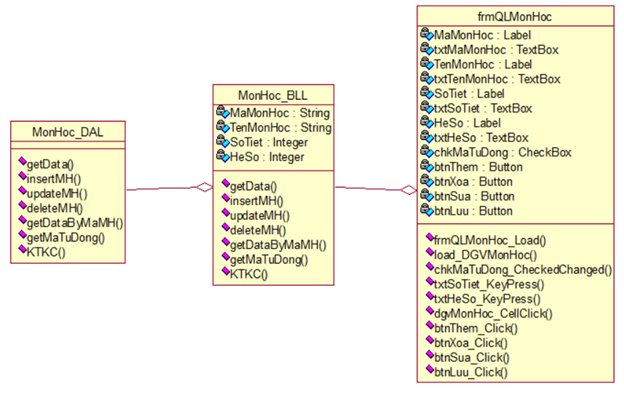 MonHoc_DAL
getData()
insertMH()
updateMH()
deleteMH()
getDataByMaMH()
getMaTuDong()
KTKC()
MonHoc_BLL
MaMonHoc : String
TenMonHoc : String
SoTiet : Integer
HeSo : Integer
getData()
insertMH()
updateMH()
deleteMH()
getDataByMaMH()
getMaTuDong()
KTKC()
frmQLMonHoc
MaMonHoc : Label
txtMaMonHoc : TextBox
TenMonHoc : Label
txtTenMonHoc : TextBox
SoTiet : Label
txtSoTiet : TextBox
HeSo : Label
txtHeSo : TextBox
chkMaTuDong : CheckBox
btnThem : Button
btnXoa : Button
btnSua : Button
btnLuu : Button
frmQLMonHoc_Load()
load_DGVMonHoc()
chkMaTuDong_CheckedChanged()
txtSoTiet_KeyPress()
txtHeSo_KeyPress()
dgvMonHoc_CellClick()
btnThem_Click()
btnXoa_Click()
btnSua_Click()
btnLuu_Click()